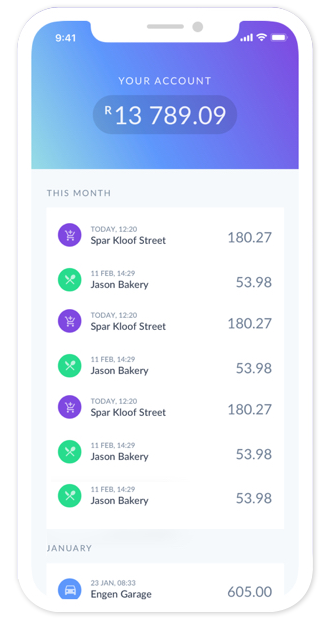 9:41
YOUR ACCOUNT
R13 789.09
THIS MONTH
TODAY, 12:20
Spar Kloof Street
180.27
11 FEB, 14:29
Jason Bakery
53.98
TODAY, 12:20
Spar Kloof Street
180.27
11 FEB, 14:29
Jason Bakery
53.98
TODAY, 12:20
Spar Kloof Street
180.27
11 FEB, 14:29
Jason Bakery
53.98
11 FEB, 14:29
Jason Bakery
53.98
JANUARY
23 JAN, 08:33
Engen Garage
605.00